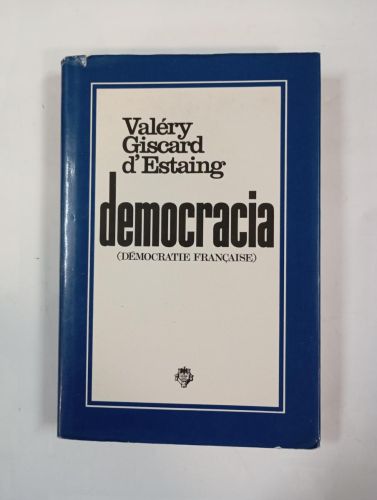 Valéry
Giscard
d'Estaing
democracia
(DÉMOCRATIE FRANÇAISE)